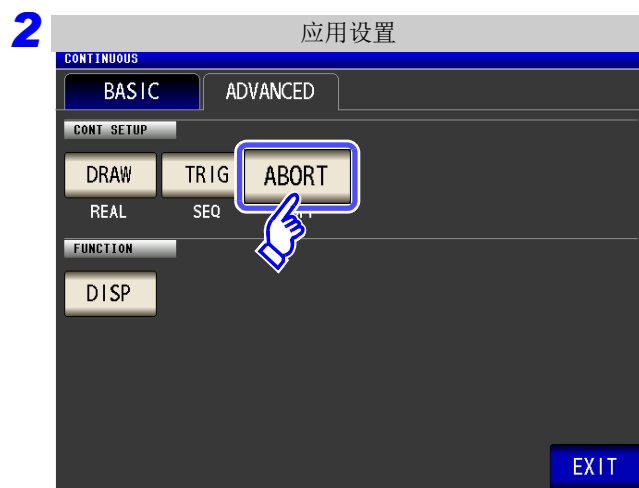 2
应用设置
CONTINUOUS
BASIC ADVANCED
CONT SETUP
DRAW TRIG ABORT
REAL SEQ
FUNCTION
DISP
EXIT